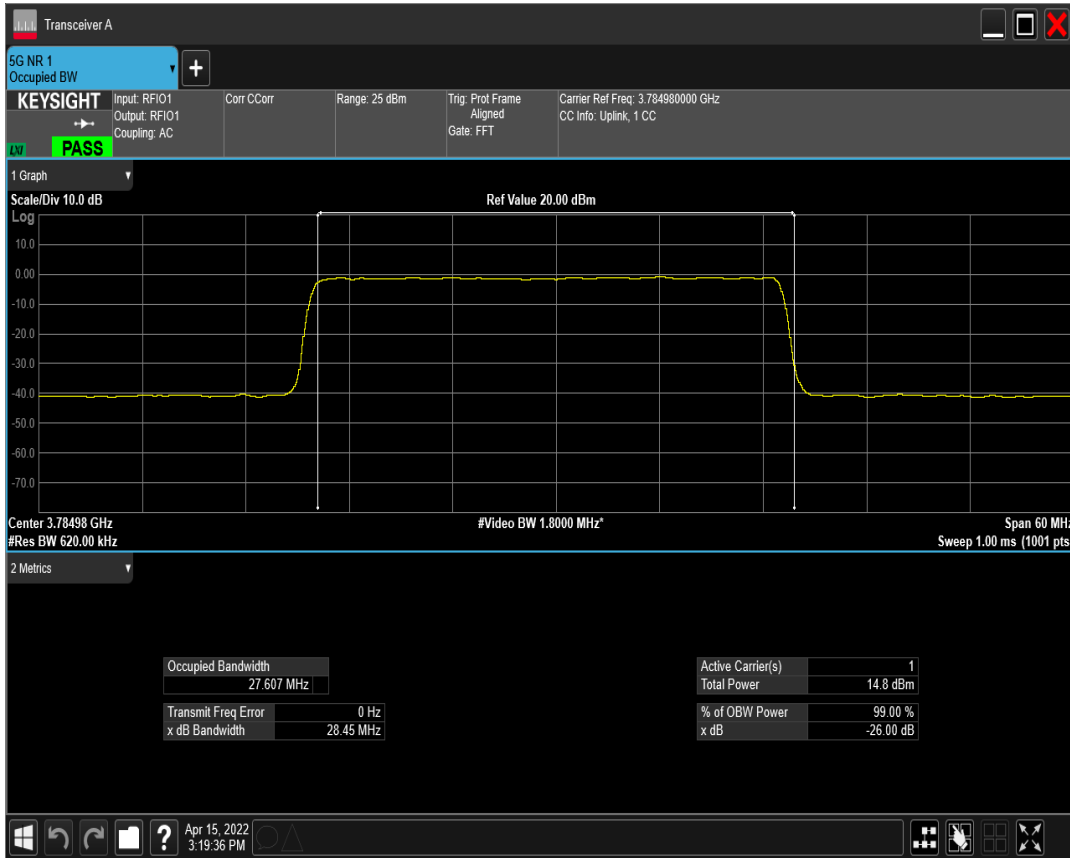 Transceiver A
5G NR 1
Occupied BW
+
KEYSIGHT
LXI
PASS
Input: RFIO1
Output: RFIO1
Coupling: AC
Corr CCorr
Range: 25 dBm
Trig: Prot Frame
Aligned
Gate: FFT
Carrier Ref Freq: 3.784980000 GHz
CC Info: Uplink, 1 CC
1 Graph
Scale/Div 10.0 dB
Ref Value 20.00 dBm
Log
10.0
0.00
-10.0
-20.0
-30.0
-40.0
-50.0
-60.0
-70.0
Center 3.78498 GHz
#Video BW 1.8000 MHz*
Span 60 MHz
#Res BW 620.00 kHz
Sweep 1.00 ms (1001 pts
2 Metrics
Occupied Bandwidth
27.607 MHz
Transmit Freq Error 0 Hz
x dB Bandwidth 28.45 MHz
Active Carrier(s) 1
Total Power 14.8 dBm
% of OBW Power 99.00 %
x dB -26.00 dB
?
Apr 15, 2022
3:19:36 PM